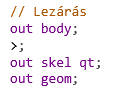 // Lezárás
out body;
>;
out skel qt;
out geom;